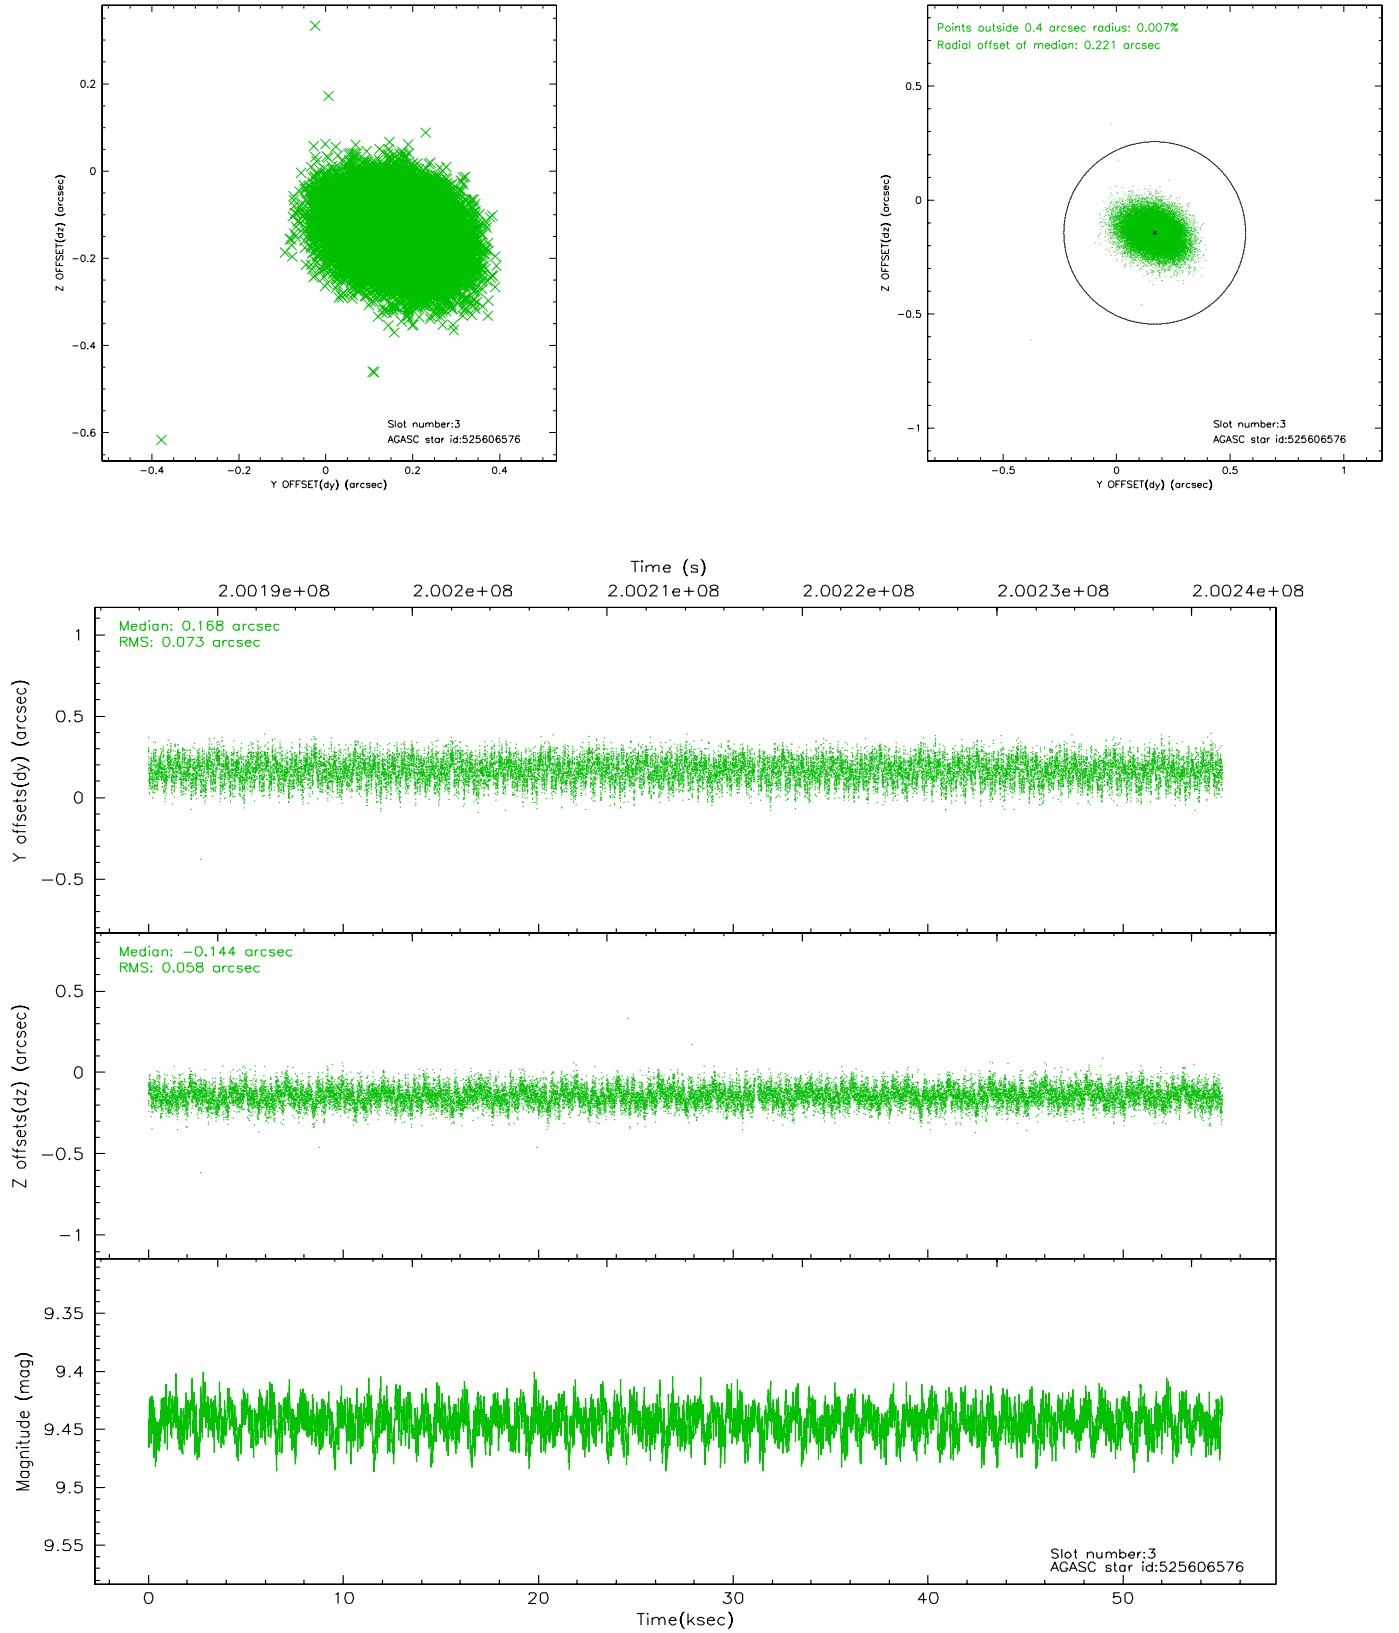 0.2
0
−0.2
−0.4
−0.6
Z OFFSET(dz) (arcsec)
Slot number:3
AGASC star id:525606576
−0.4 −0.2 0 0.2 0.4
Y OFFSET(dy) (arcsec)
Points outside 0.4 arcsec radius: 0.007%
Radial offset of median: 0.221 arcsec
0.5
0
−0.5
−1
Z OFFSET(dz) (arcsec)
Slot number:3
AGASC star id:525606576
−0.5 0 0.5 1
Y OFFSET(dy) (arcsec)
Time (s)
2.0019e+08 2.002e+08 2.0021e+08 2.0022e+08 2.0023e+08 2.0024e+08
Median: 0.168 arcsec
RMS: 0.073 arcsec
1
0.5
0
−0.5
Y offsets(dy) (arcsec)
Median: −0.144 arcsec
RMS: 0.058 arcsec
0.5
0
−0.5
−1
Z offsets(dz) (arcsec)
9.35
9.4
9.45
9.5
9.55
Magnitude (mag)
Slot number:3
AGASC star id:525606576
0 10 20 30 40 50
Time(ksec)